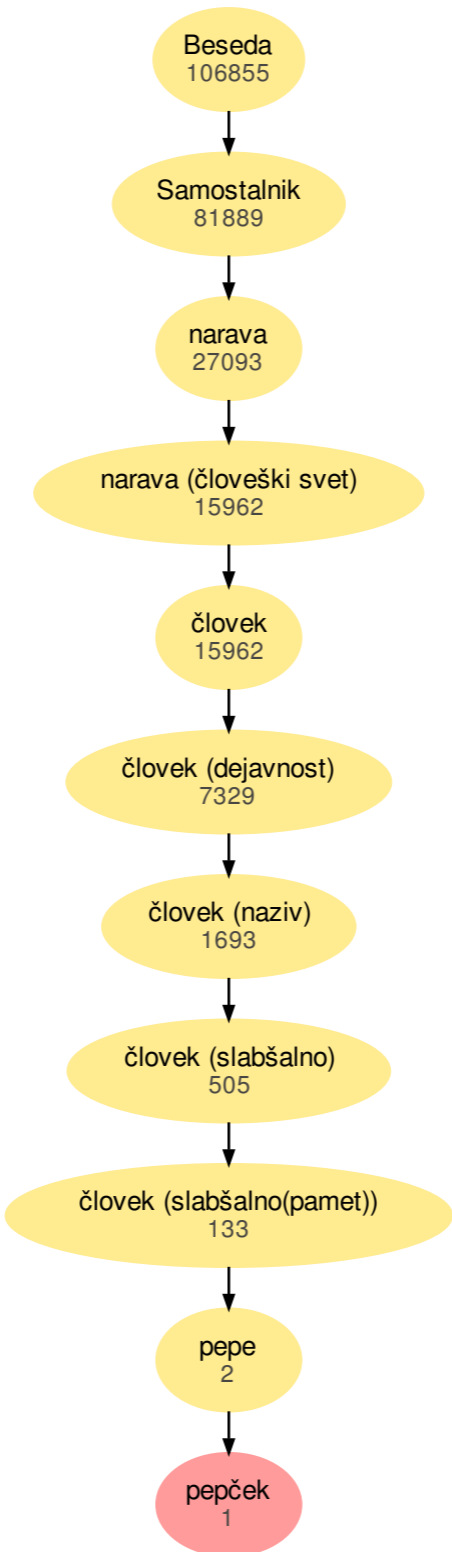 Beseda
106855
Samostalnik
81889
narava
27093
narava (človeški svet)
15962
človek
15962
človek (dejavnost)
7329
človek (naziv)
1693
človek (slabšalno)
505
človek (slabšalno(pamet))
133
pepe
2
pepček
1